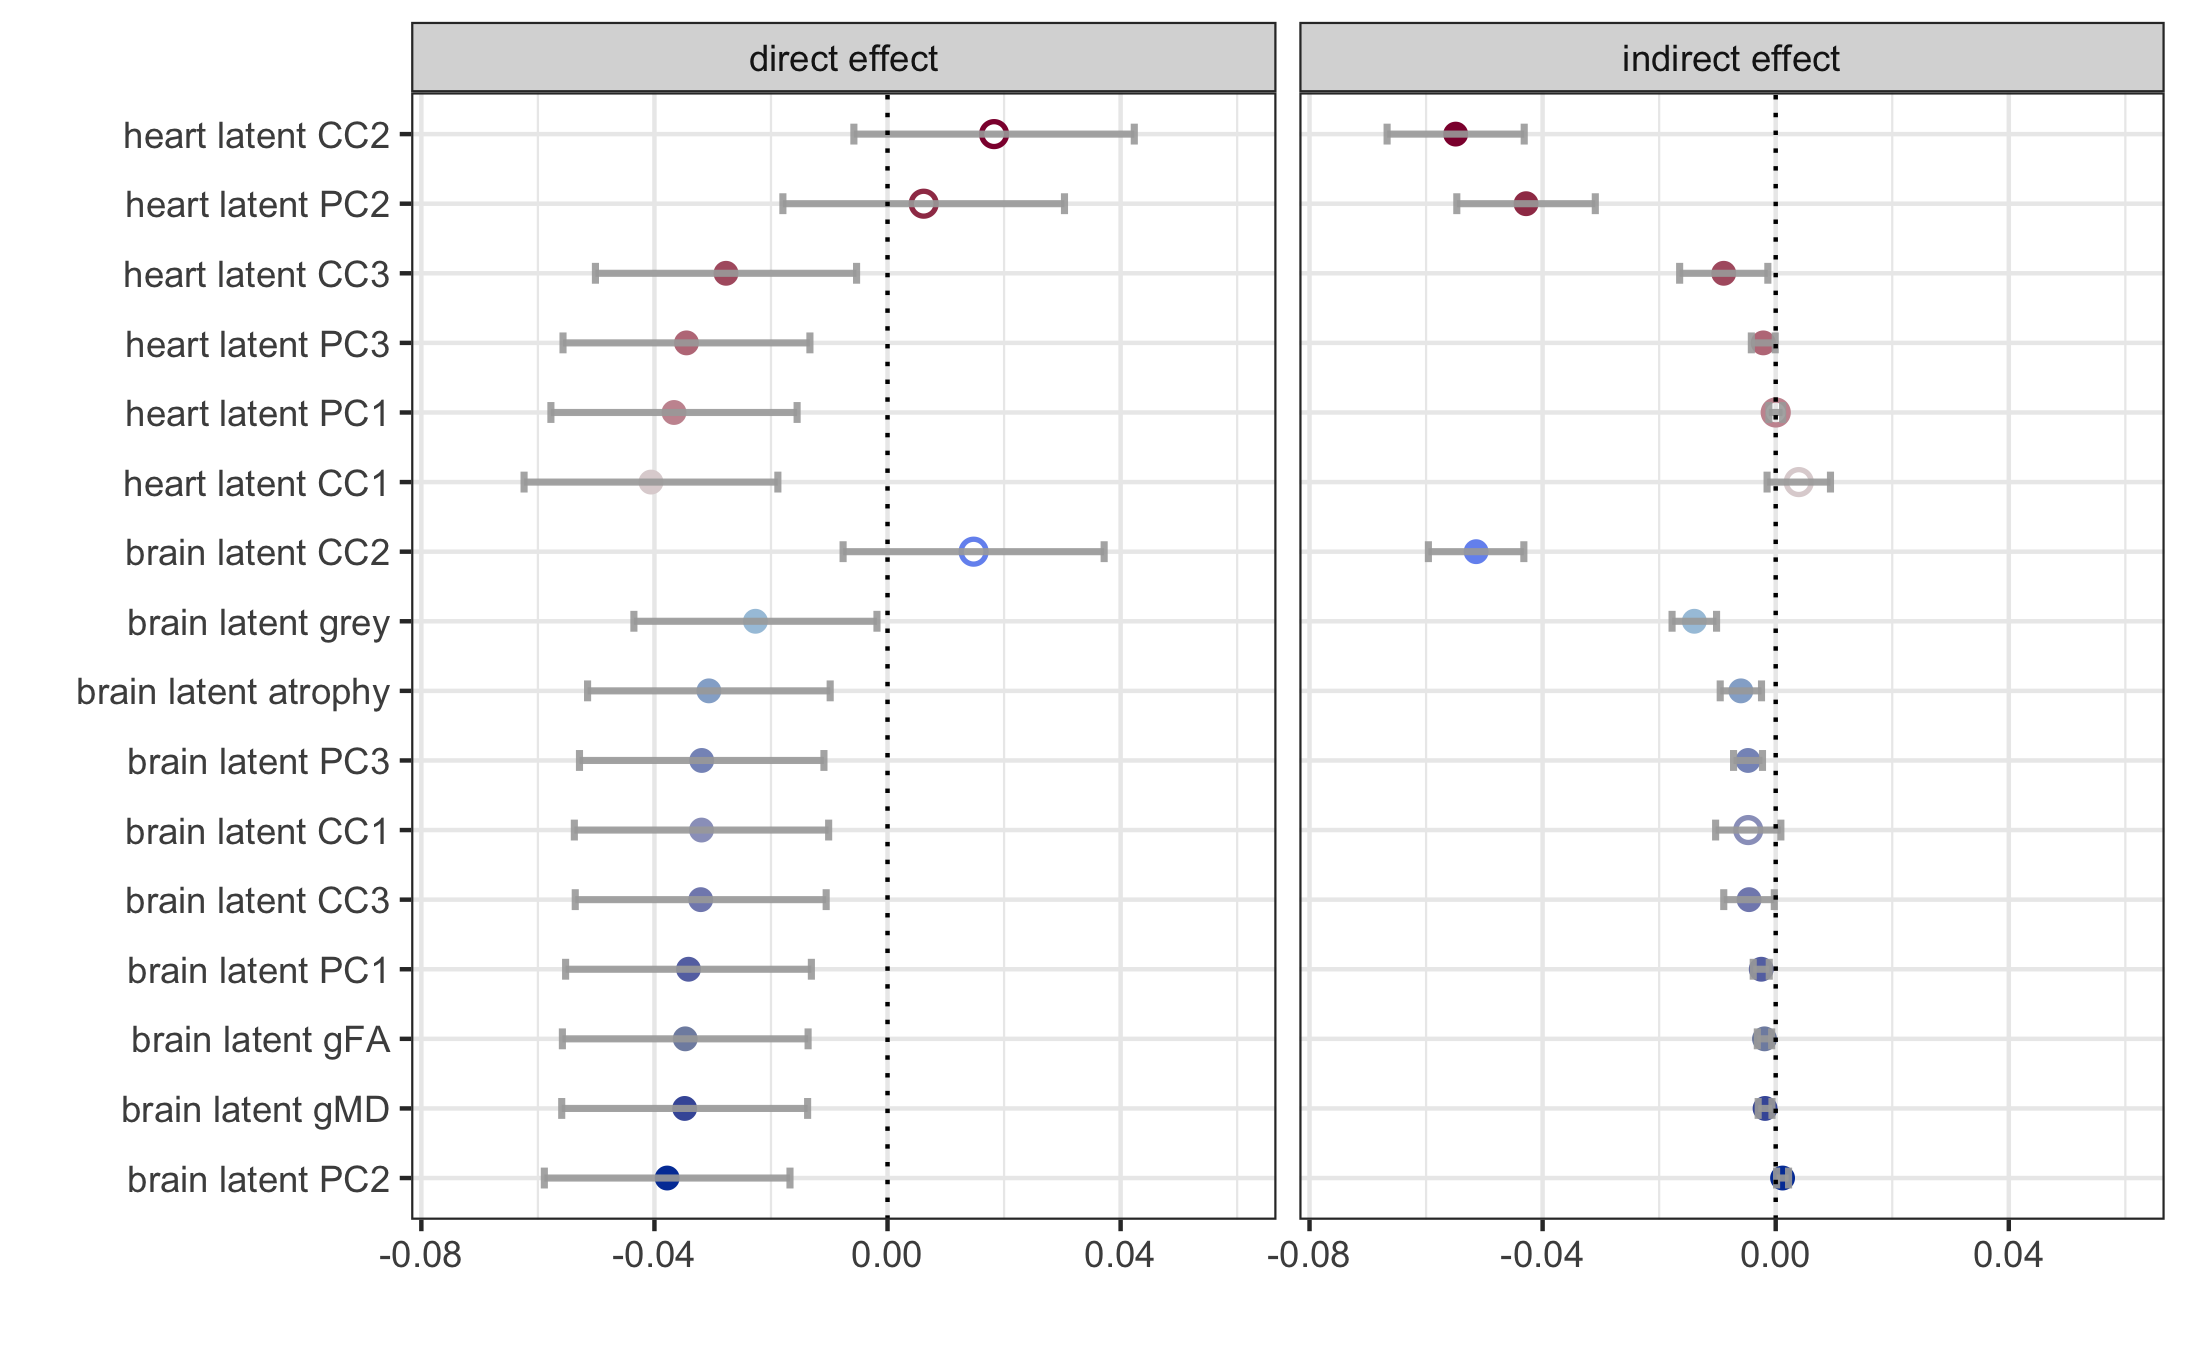 direct effect
indirect effect
heart latent CC2
heart latent PC2
heart latent CC3
heart latent PC3
heart latent PC1
heart latent CC1
brain latent CC2
brain latent grey
brain latent atrophy
brain latent PC3
brain latent CC1
brain latent CC3
brain latent PC1
brain latent gFA
brain latent gMD
brain latent PC2
-0.08 -0.04 0.00 0.04
-0.08 -0.04 0.00 0.04